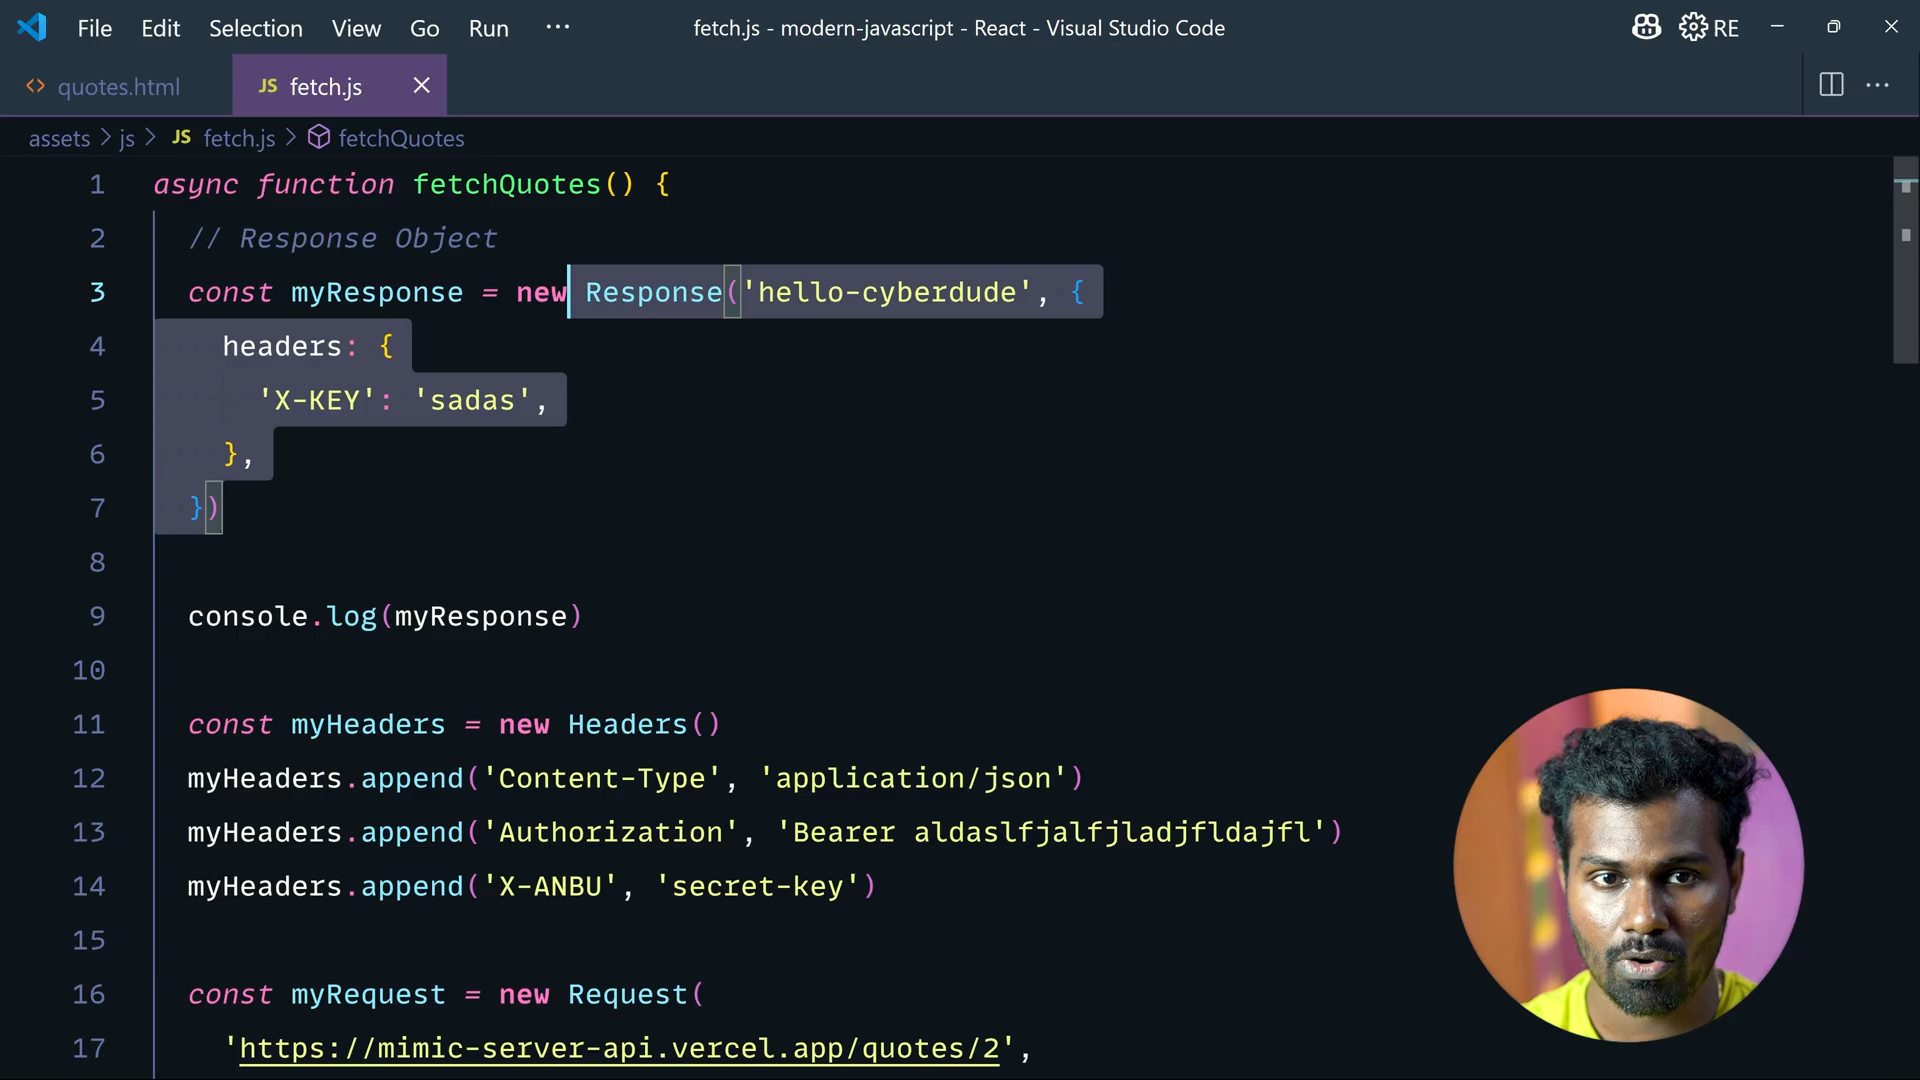 File Edit Selection View Go Run ··· fetch.js - modern-javascript - React - Visual Studio Code RE
quotes.html JS fetch.js
assets > js > JS fetch.js > fetchQuotes
1 async function fetchQuotes() {
2 // Response Object
3 const myResponse = new Response('hello-cyberdude', {
4 headers: {
5 'X-KEY': 'sadas',
6 },
7 })
8
9 console.log(myResponse)
10
11 const myHeaders = new Headers()
12 myHeaders.append('Content-Type', 'application/json')
13 myHeaders.append('Authorization', 'Bearer aldaslfjalfjladjfldajfl')
14 myHeaders.append('X-ANBU', 'secret-key')
15
16 const myRequest = new Request(
17 'https://mimic-server-api.vercel.app/quotes/2',